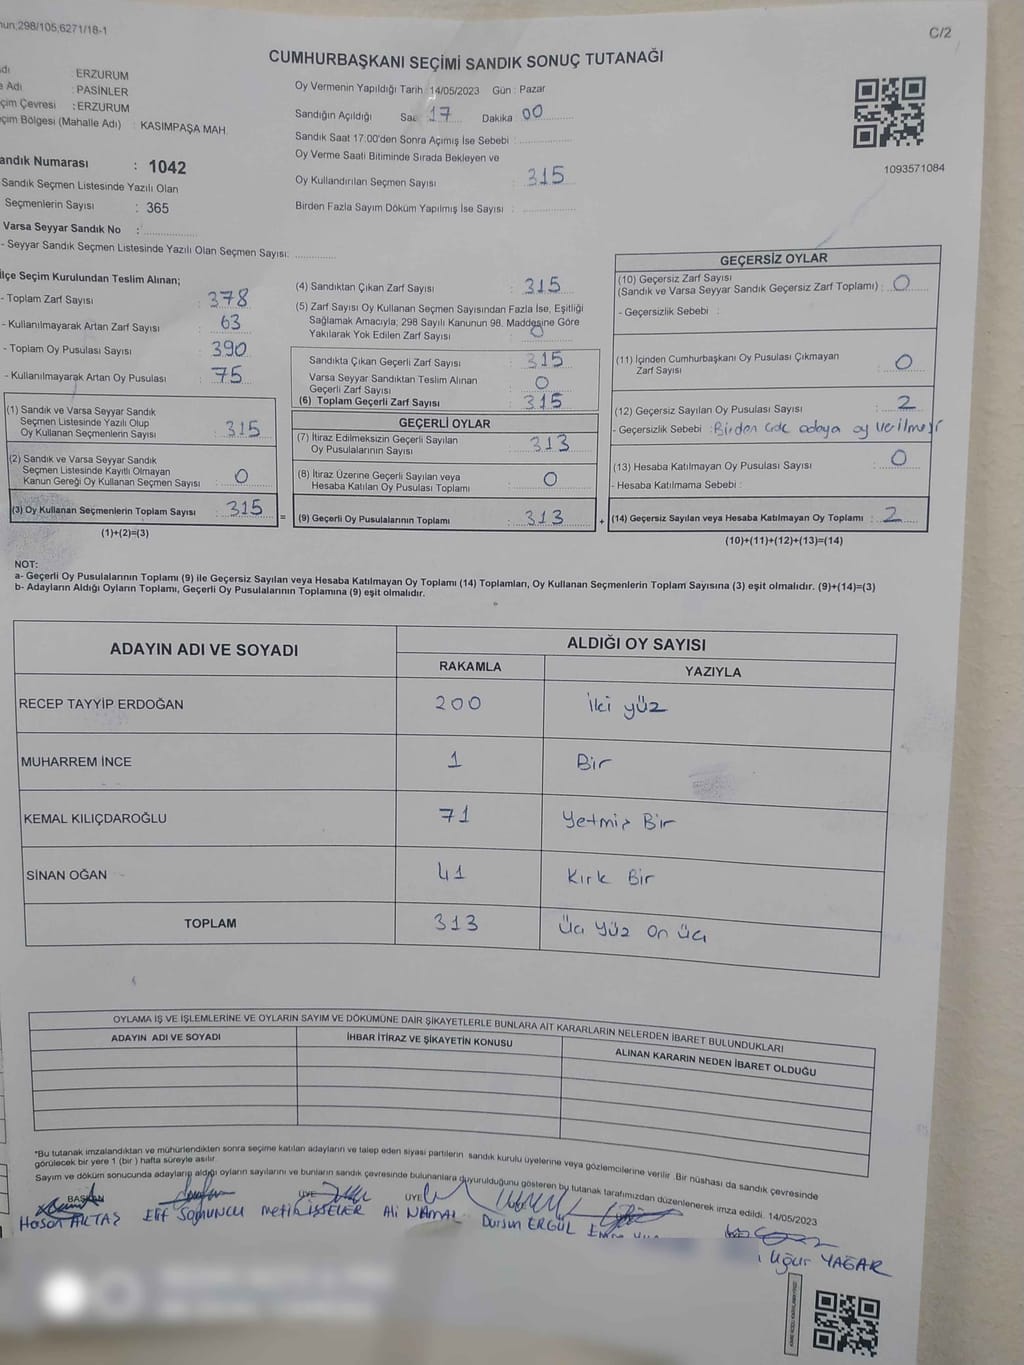 nun,298/105,6271/18-1
C/2
CUMHURBAŞKANI SEÇİMİ SANDIK SONUÇ TUTANAĞI
dı : ERZURUM
e Adı : PASİNLER
çim Çevresi : ERZURUM
çim Bölgesi (Mahalle Adı) : KASIMPAŞA MAH.
andık Numarası : 1042
Sandık Seçmen Listesinde Yazılı Olan
Seçmenlerin Sayısı : 365
Varsa Seyyar Sandık No :
- Seyyar Sandık Seçmen Listesinde Yazılı Olan Seçmen Sayısı:
Oy Vermenin Yapıldığı Tarih : 14/05/2023 Gün : Pazar
Sandığın Açıldığı Saat 17 Dakika 00
Sandık Saat 17:00'den Sonra Açımış İse Sebebi :
Oy Verme Saati Bitiminde Sırada Bekleyen ve
Oy Kullandırılan Seçmen Sayısı : 315
Birden Fazla Sayım Döküm Yapılmış İse Sayısı :
1093571084
İlçe Seçim Kurulundan Teslim Alınan;
- Toplam Zarf Sayısı : 378
- Kullanılmayarak Artan Zarf Sayısı : 63
- Toplam Oy Pusulası Sayısı : 390
- Kullanılmayarak Artan Oy Pusulası : 75
(1) Sandık ve Varsa Seyyar Sandık
Seçmen Listesinde Yazılı Olup
Oy Kullanan Seçmenlerin Sayısı : 315
(2) Sandık ve Varsa Seyyar Sandık
Seçmen Listesinde Kayıtlı Olmayan
Kanun Gereği Oy Kullanan Seçmen Sayısı : 0
(3) Oy Kullanan Seçmenlerin Toplam Sayısı : 315 =
(1)+(2)=(3)
(4) Sandıktan Çıkan Zarf Sayısı : 315
(5) Zarf Sayısı Oy Kullanan Seçmen Sayısından Fazla İse, Eşitliği
Sağlamak Amacıyla; 298 Sayılı Kanunun 98. Maddesine Göre
Yakılarak Yok Edilen Zarf Sayısı : 0
Sandıkta Çıkan Geçerli Zarf Sayısı : 315
Varsa Seyyar Sandıktan Teslim Alınan
Geçerli Zarf Sayısı : 0
(6) Toplam Geçerli Zarf Sayısı : 315
GEÇERLİ OYLAR
(7) İtiraz Edilmeksizin Geçerli Sayılan
Oy Pusulalarının Sayısı : 313
(8) İtiraz Üzerine Geçerli Sayılan veya
Hesaba Katılan Oy Pusulası Toplamı : 0
(9) Geçerli Oy Pusulalarının Toplamı : 313 +
GEÇERSİZ OYLAR
(10) Geçersiz Zarf Sayısı
(Sandık ve Varsa Seyyar Sandık Geçersiz Zarf Toplamı) : 0
- Geçersizlik Sebebi :
(11) İçinden Cumhurbaşkanı Oy Pusulası Çıkmayan
Zarf Sayısı : 0
(12) Geçersiz Sayılan Oy Pusulası Sayısı : 2
- Geçersizlik Sebebi : Birden çok adaya oy verilmesi
(13) Hesaba Katılmayan Oy Pusulası Sayısı : 0
- Hesaba Katılmama Sebebi :
(14) Geçersiz Sayılan veya Hesaba Katılmayan Oy Toplamı : 2
(10)+(11)+(12)+(13)=(14)
NOT:
a- Geçerli Oy Pusulalarının Toplamı (9) ile Geçersiz Sayılan veya Hesaba Katılmayan Oy Toplamı (14) Toplamları, Oy Kullanan Seçmenlerin Toplam Sayısına (3) eşit olmalıdır. (9)+(14)=(3)
b- Adayların Aldığı Oyların Toplamı, Geçerli Oy Pusulalarının Toplamına (9) eşit olmalıdır.
ADAYIN ADI VE SOYADI ALDIĞI OY SAYISI
RAKAMLA YAZIYLA
RECEP TAYYİP ERDOĞAN 200 İki yüz
MUHARREM İNCE 1 Bir
KEMAL KILIÇDAROĞLU 71 Yetmiş Bir
SİNAN OĞAN 41 Kırk Bir
TOPLAM 313 Üç Yüz On Üç
OYLAMA İŞ VE İŞLEMLERİNE VE OYLARIN SAYIM VE DÖKÜMÜNE DAİR ŞİKAYETLERLE BUNLARA AİT KARARLARIN NELERDEN İBARET BULUNDUKLARI
ADAYIN ADI VE SOYADI İHBAR İTİRAZ VE ŞİKAYETİN KONUSU ALINAN KARARIN NEDEN İBARET OLDUĞU
*Bu tutanak imzalandıktan ve mühürlendikten sonra seçime katılan adayların ve talep eden siyasi partilerin sandık kurulu üyelerine veya gözlemcilerine verilir. Bir nüshası da sandık çevresinde
görülecek bir yere 1 (bir) hafta süreyle asılır.
Sayım ve döküm sonucunda adayların aldığı oyların sayılarını ve bunların sandık çevresinde bulunanlara duyurulduğunu gösteren bu tutanak tarafımızdan düzenlenerek imza edildi. 14/05/2023
BAŞKAN ÜYE ÜYE
Hasan AKTAŞ Elif SOMUNCU Metin İŞSELER Ali NAMAL Dursun ERGÜL
Uğur YAĞAR